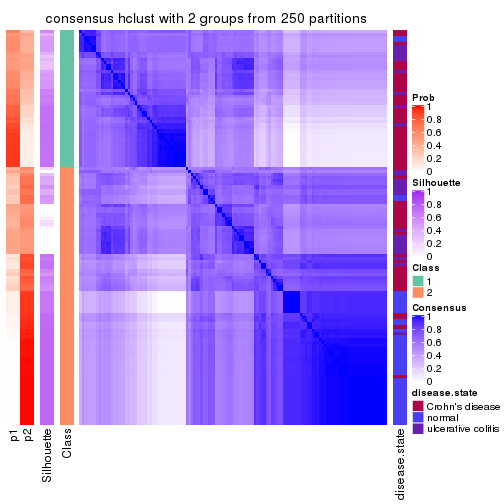 consensus hclust with 2 groups from 250 partitions
Prob
1
0.8
0.6
0.4
0.2
0
Silhouette
1
0.8
0.6
0.4
0.2
0
Class
1
2
Consensus
1
0.8
0.6
0.4
0.2
0
disease.state
Crohn's disease
normal
ulcerative colitis
p1
p2
Silhouette
Class
disease.state